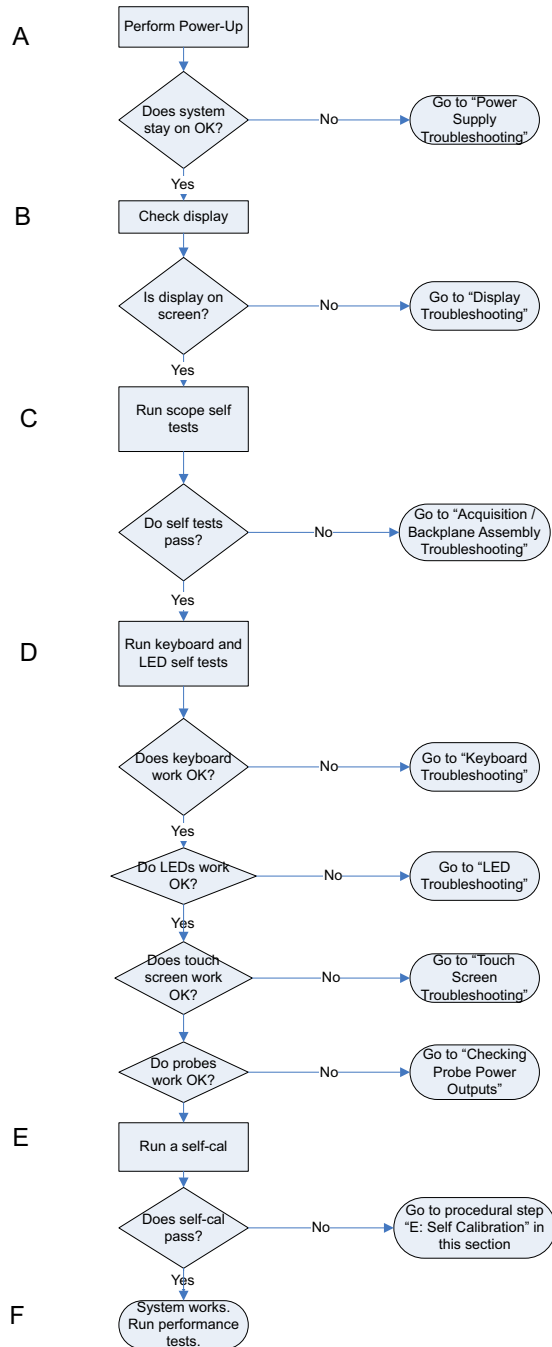 A
Perform Power-Up
Does system
stay on OK?
No
Go to “Power
Supply
Troubleshooting”
Yes
B
Check display
Is display on
screen?
No
Go to “Display
Troubleshooting”
Yes
C
Run scope self
tests
Do self tests
pass?
No
Go to “Acquisition /
Backplane Assembly
Troubleshooting”
Yes
D
Run keyboard and
LED self tests
Does keyboard
work OK?
No
Go to “Keyboard
Troubleshooting”
Yes
Do LEDs work
OK?
No
Go to “LED
Troubleshooting”
Yes
Does touch
screen work
OK?
No
Go to “Touch
Screen
Troubleshooting”
Do probes
work OK?
No
Go to “Checking
Probe Power
Outputs”
E
Run a self-cal
Does self-cal
pass?
No
Go to procedural step
“E: Self Calibration” in
this section
Yes
F
System works.
Run performance
tests.